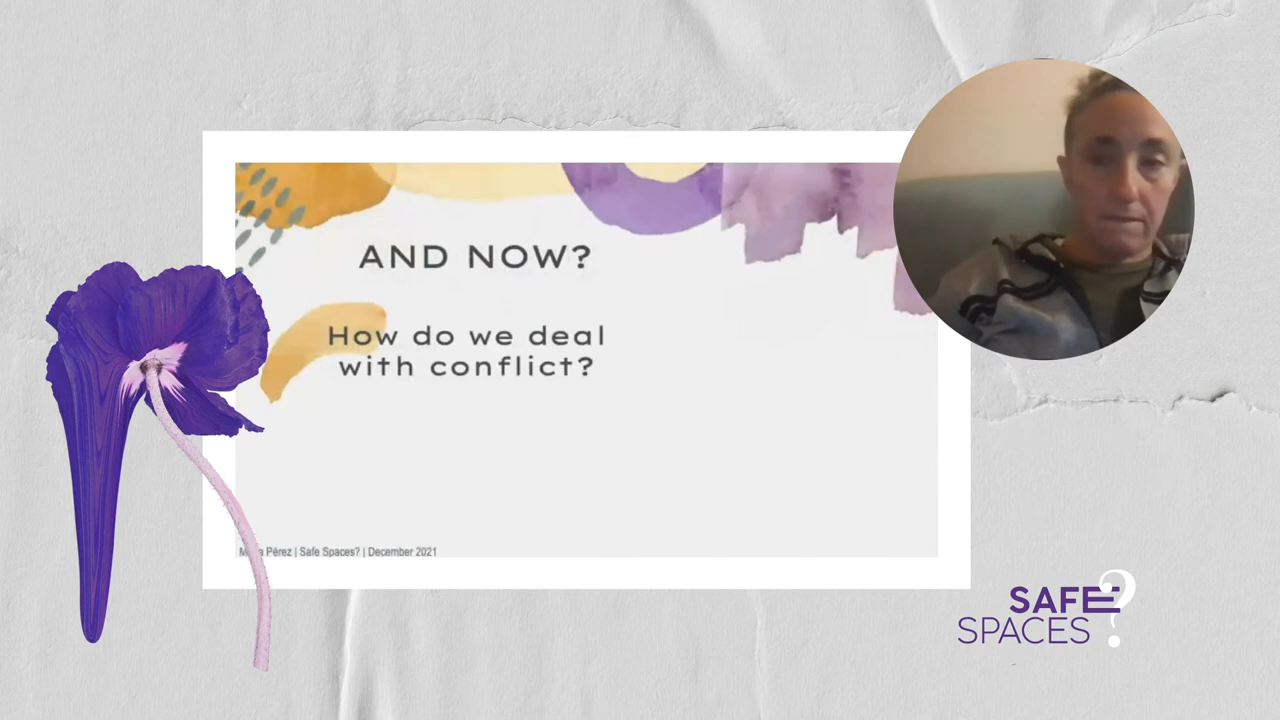 AND NOW?
How do we deal
with conflict?
Pérez | Safe Spaces? | December 2021
SAFE
SPACES?